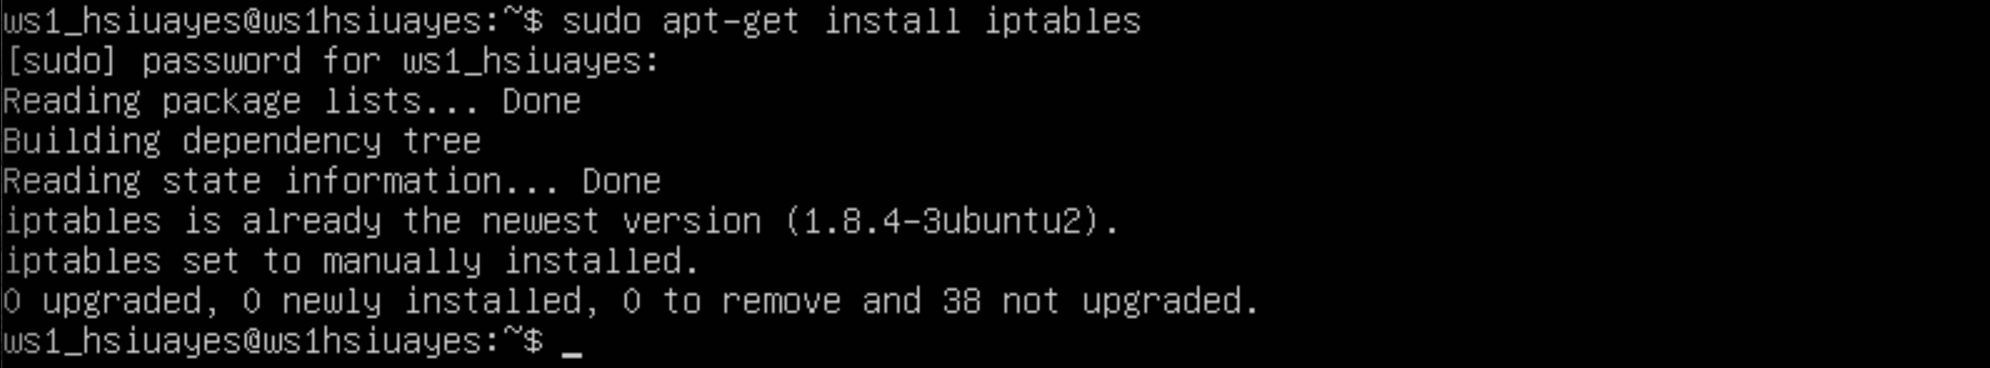 ws1_hsiuayes@ws1hsiuayes:~$ sudo apt-get install iptables
[sudo] password for ws1_hsiuayes:
Reading package lists... Done
Building dependency tree
Reading state information... Done
iptables is already the newest version (1.8.4-3ubuntu2).
iptables set to manually installed.
0 upgraded, 0 newly installed, 0 to remove and 38 not upgraded.
ws1_hsiuayes@ws1hsiuayes:~$ _